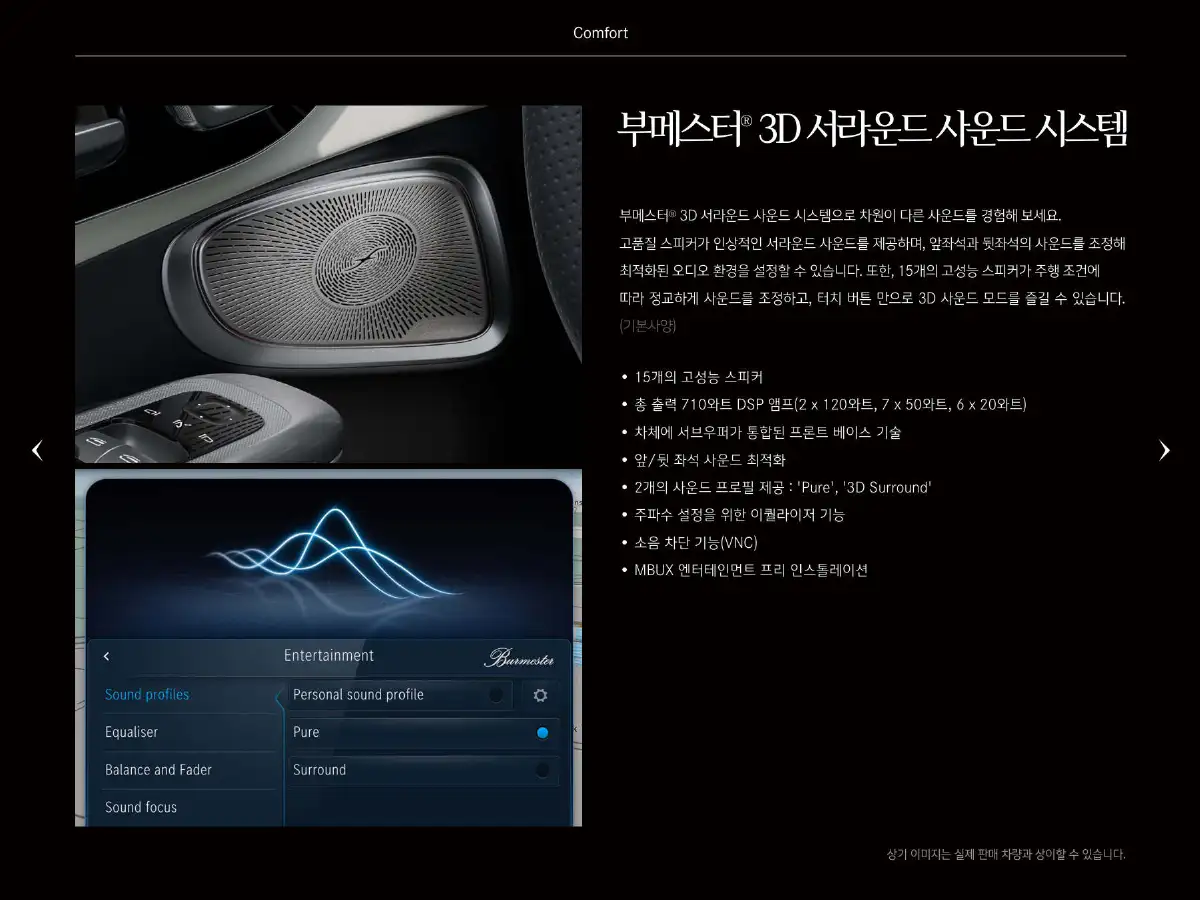 Comfort
부메스터® 3D 서라운드 사운드 시스템
부메스터® 3D 서라운드 사운드 시스템으로 차원이 다른 사운드를 경험해 보세요.
고품질 스피커가 인상적인 서라운드 사운드를 제공하며, 앞좌석과 뒷좌석의 사운드를 조정해
최적화된 오디오 환경을 설정할 수 있습니다. 또한, 15개의 고성능 스피커가 주행 조건에
따라 정교하게 사운드를 조정하고, 터치 버튼 만으로 3D 사운드 모드를 즐길 수 있습니다.
(기본사양)
• 15개의 고성능 스피커
• 총 출력 710와트 DSP 앰프(2 x 120와트, 7 x 50와트, 6 x 20와트)
• 차체에 서브우퍼가 통합된 프론트 베이스 기술
• 앞/뒷 좌석 사운드 최적화
• 2개의 사운드 프로필 제공 : 'Pure', '3D Surround'
• 주파수 설정을 위한 이퀄라이저 기능
• 소음 차단 기능(VNC)
• MBUX 엔터테인먼트 프리 인스톨레이션
Entertainment
Burmester
Sound profiles
Personal sound profile
Equaliser
Pure
Balance and Fader
Surround
Sound focus
상기 이미지는 실제 판매 차량과 상이할 수 있습니다.